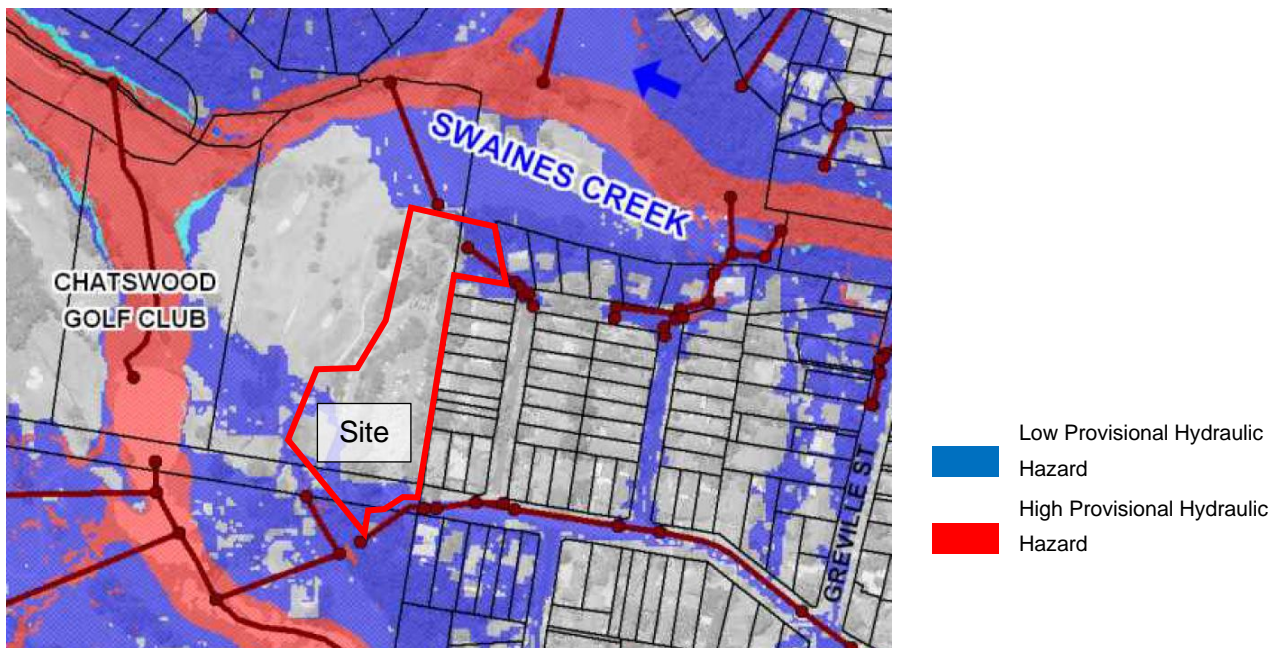 SWAINES CREEK
CHATSWOOD
GOLF CLUB
Site
GREVILLE ST
Low Provisional Hydraulic
Hazard
High Provisional Hydraulic
Hazard